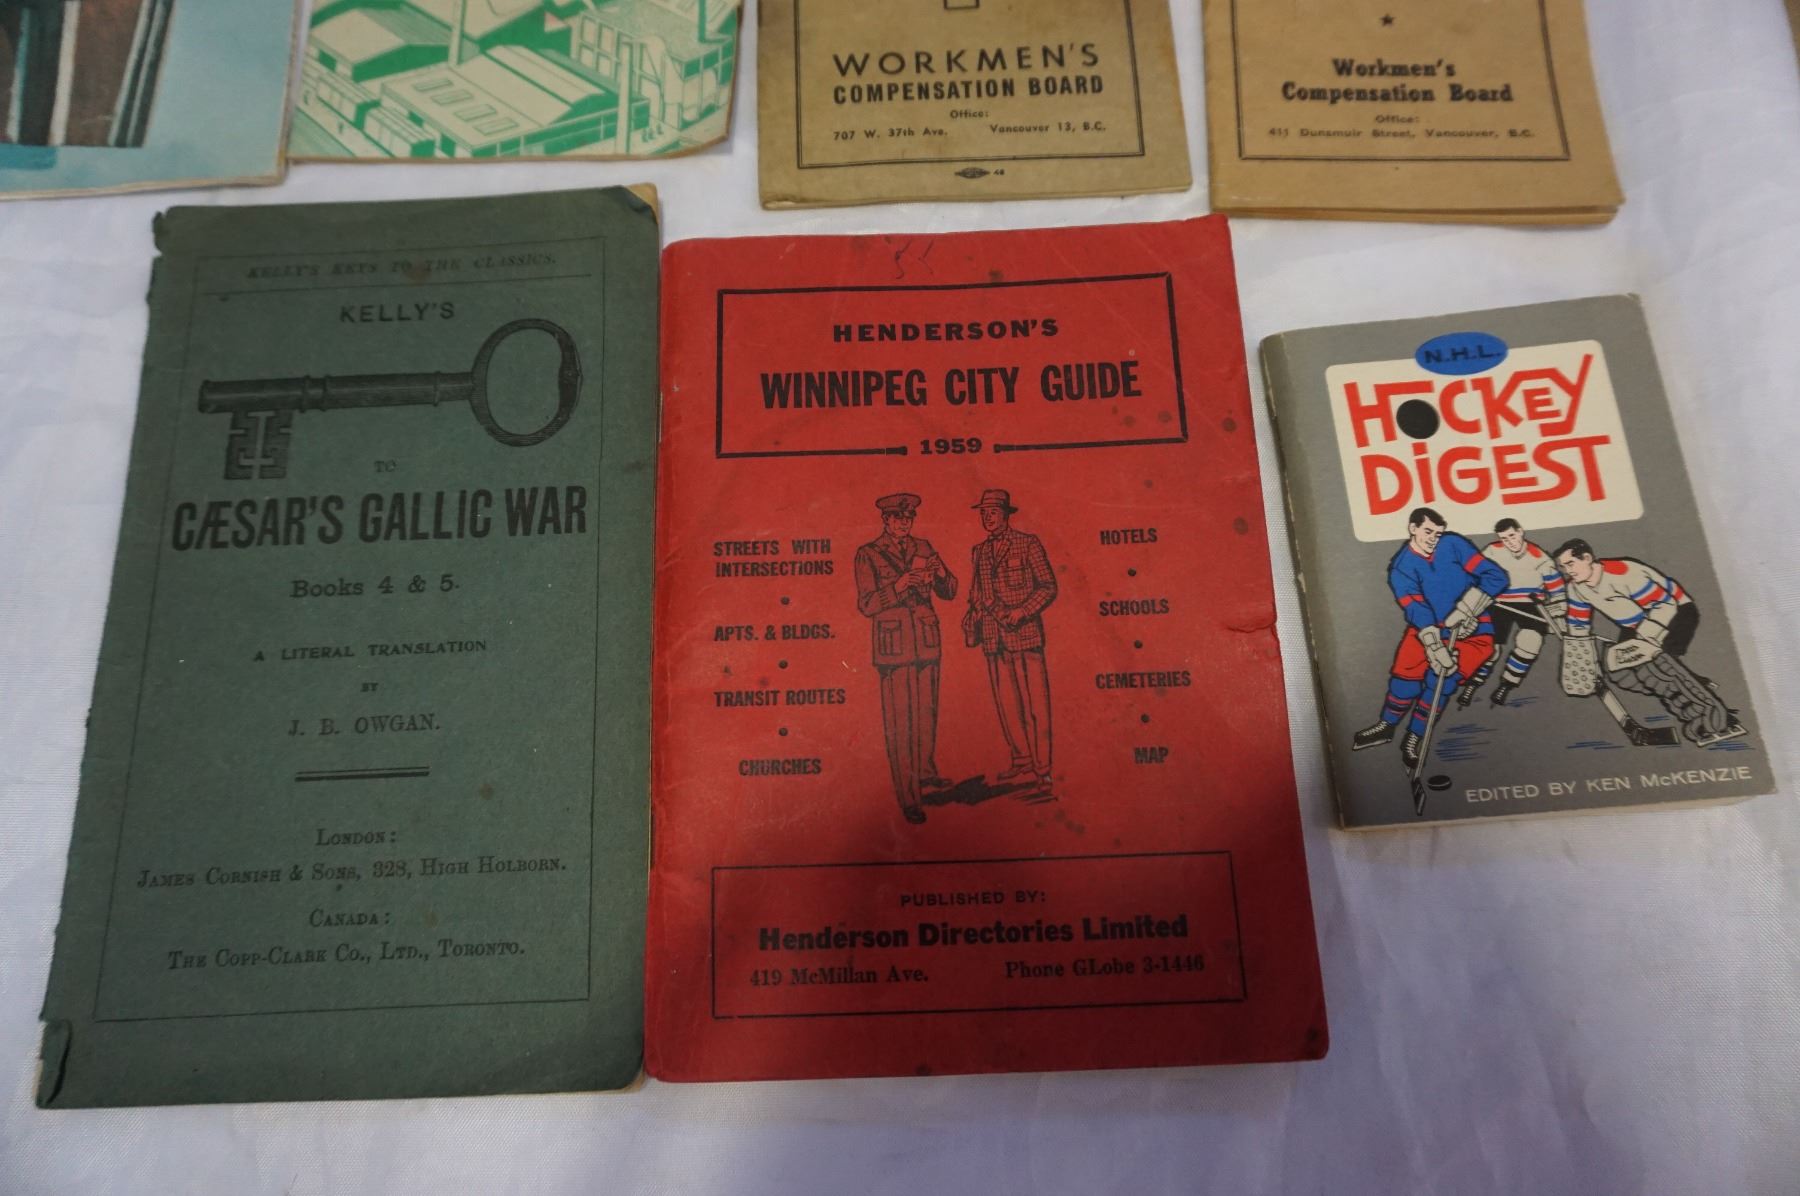 WORKMEN'S
COMPENSATION BOARD
Office:
707 W. 37th Ave. Vancouver 13, B.C.
48
Workmen's
Compensation Board
Office:
411 Dunsmuir Street, Vancouver, B.C.
KELLY'S KEYS TO THE CLASSICS.
KELLY'S
TO
CÆSAR'S GALLIC WAR
Books 4 & 5.
A LITERAL TRANSLATION
BY
J. B. OWGAN.
LONDON:
JAMES CORNISH & SONS, 328, HIGH HOLBORN.
CANADA:
THE COPP-CLARK CO., LTD., TORONTO.
HENDERSON'S
WINNIPEG CITY GUIDE
1959
STREETS WITH
INTERSECTIONS
APTS. & BLDGS.
TRANSIT ROUTES
CHURCHES
HOTELS
SCHOOLS
CEMETERIES
MAP
PUBLISHED BY:
Henderson Directories Limited
419 McMillan Ave. Phone GLobe 3-1446
N.H.L.
HOCKEY
DIGEST
EDITED BY KEN McKENZIE